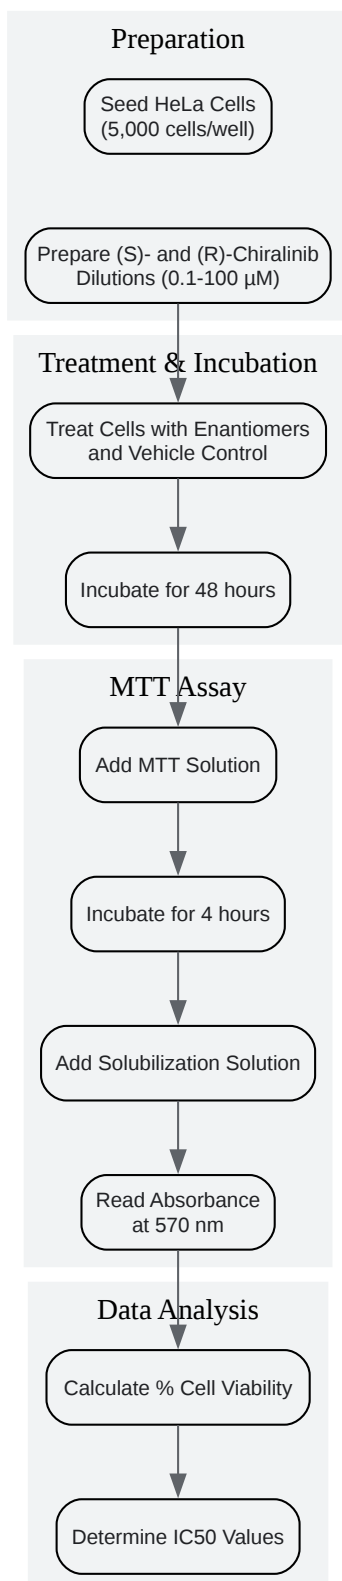 Preparation
Seed HeLa Cells
(5,000 cells/well)
Prepare (S)- and (R)-Chiralinib
Dilutions (0.1-100 µM)
Treatment & Incubation
Treat Cells with Enantiomers
and Vehicle Control
Incubate for 48 hours
MTT Assay
Add MTT Solution
Incubate for 4 hours
Add Solubilization Solution
Read Absorbance
at 570 nm
Data Analysis
Calculate % Cell Viability
Determine IC50 Values